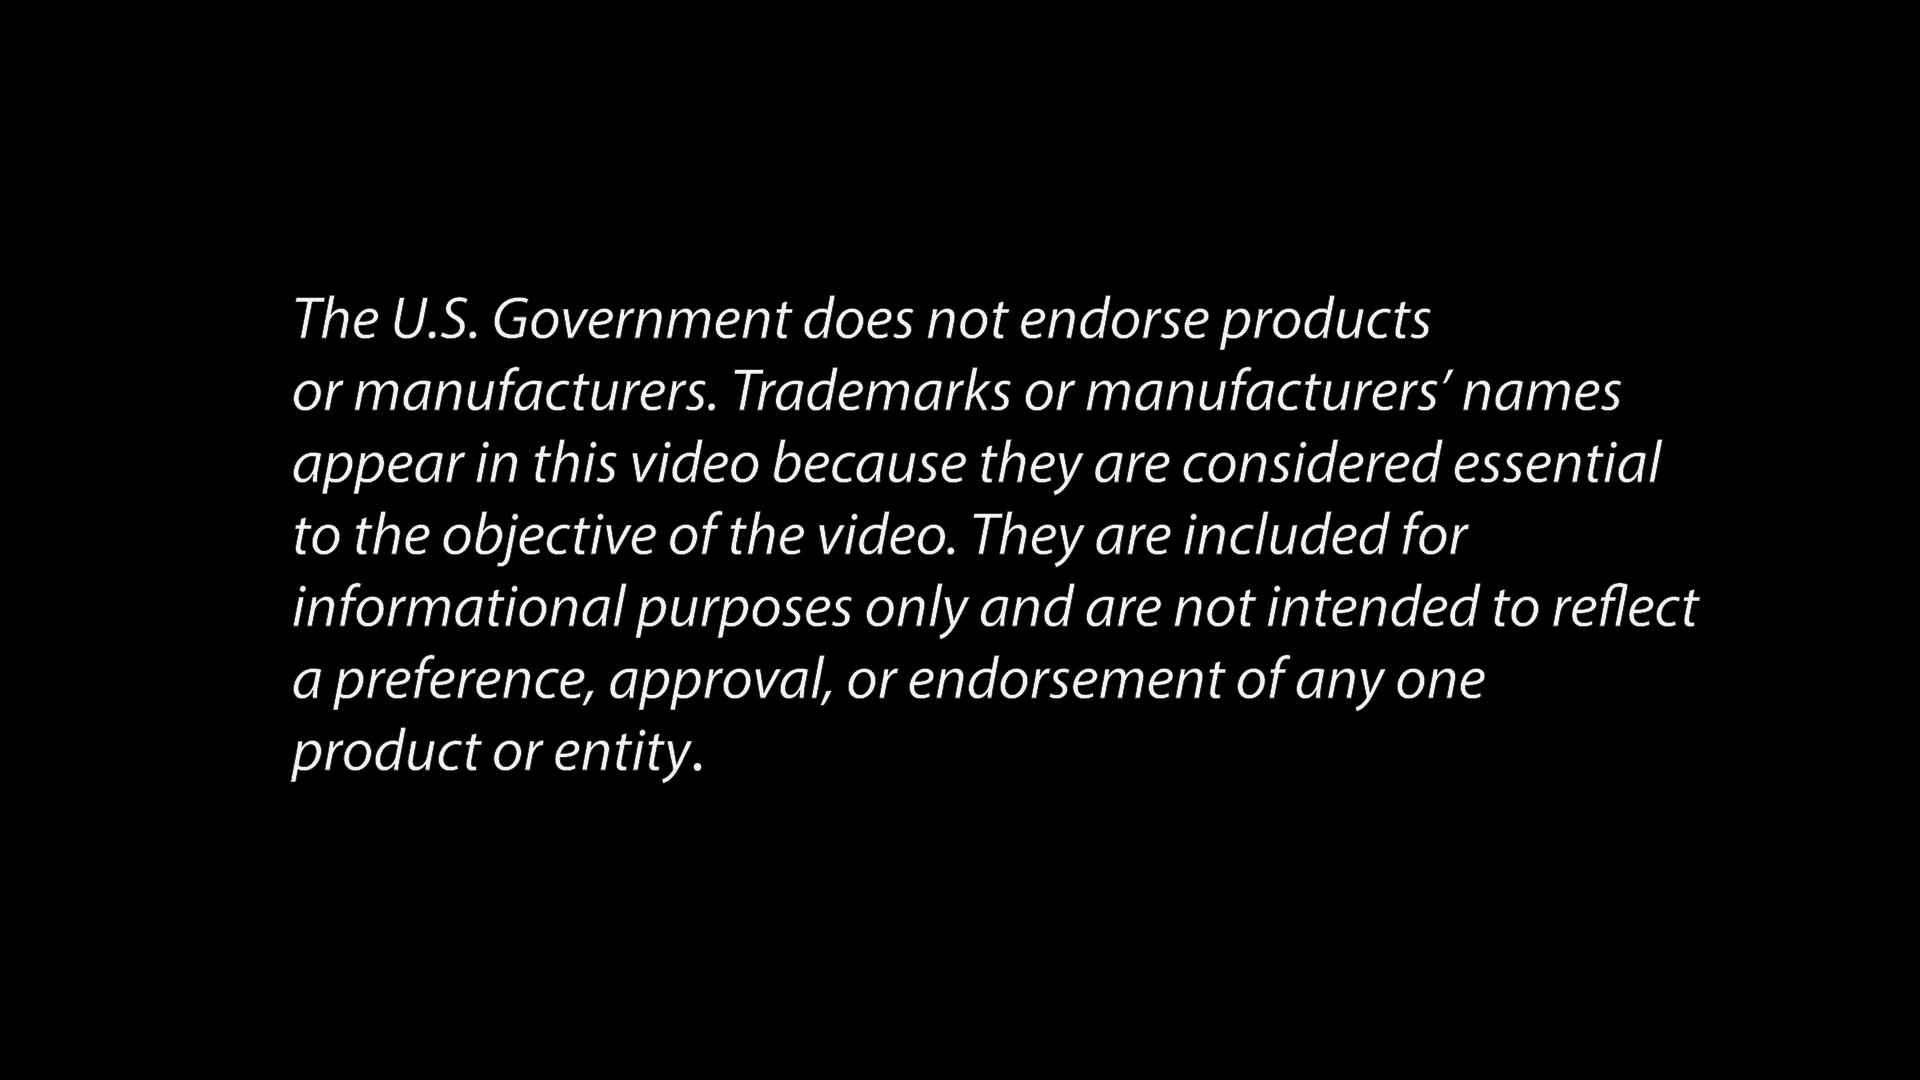 The U.S. Government does not endorse products
or manufacturers. Trademarks or manufacturers’ names
appear in this video because they are considered essential
to the objective of the video. They are included for
informational purposes only and are not intended to reflect
a preference, approval, or endorsement of any one
product or entity.